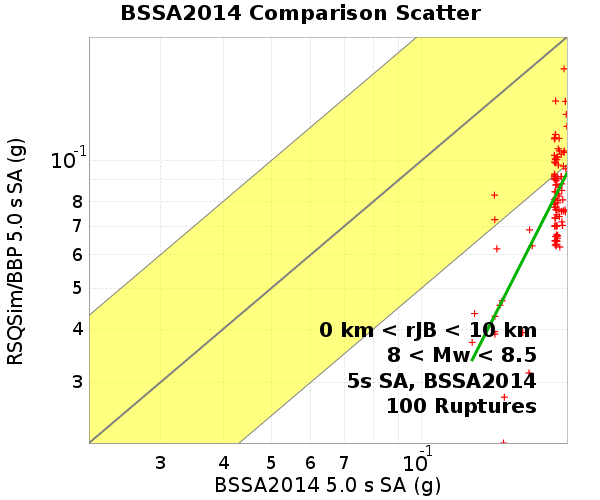 BSSA2014 Comparison Scatter
RSQSim/BBP 5.0 s SA (g)
10-1
8
7
6
5
4
3
0 km < rJB < 10 km
8 < Mw < 8.5
5s SA, BSSA2014
100 Ruptures
3 4 5 6 7 10-1
BSSA2014 5.0 s SA (g)